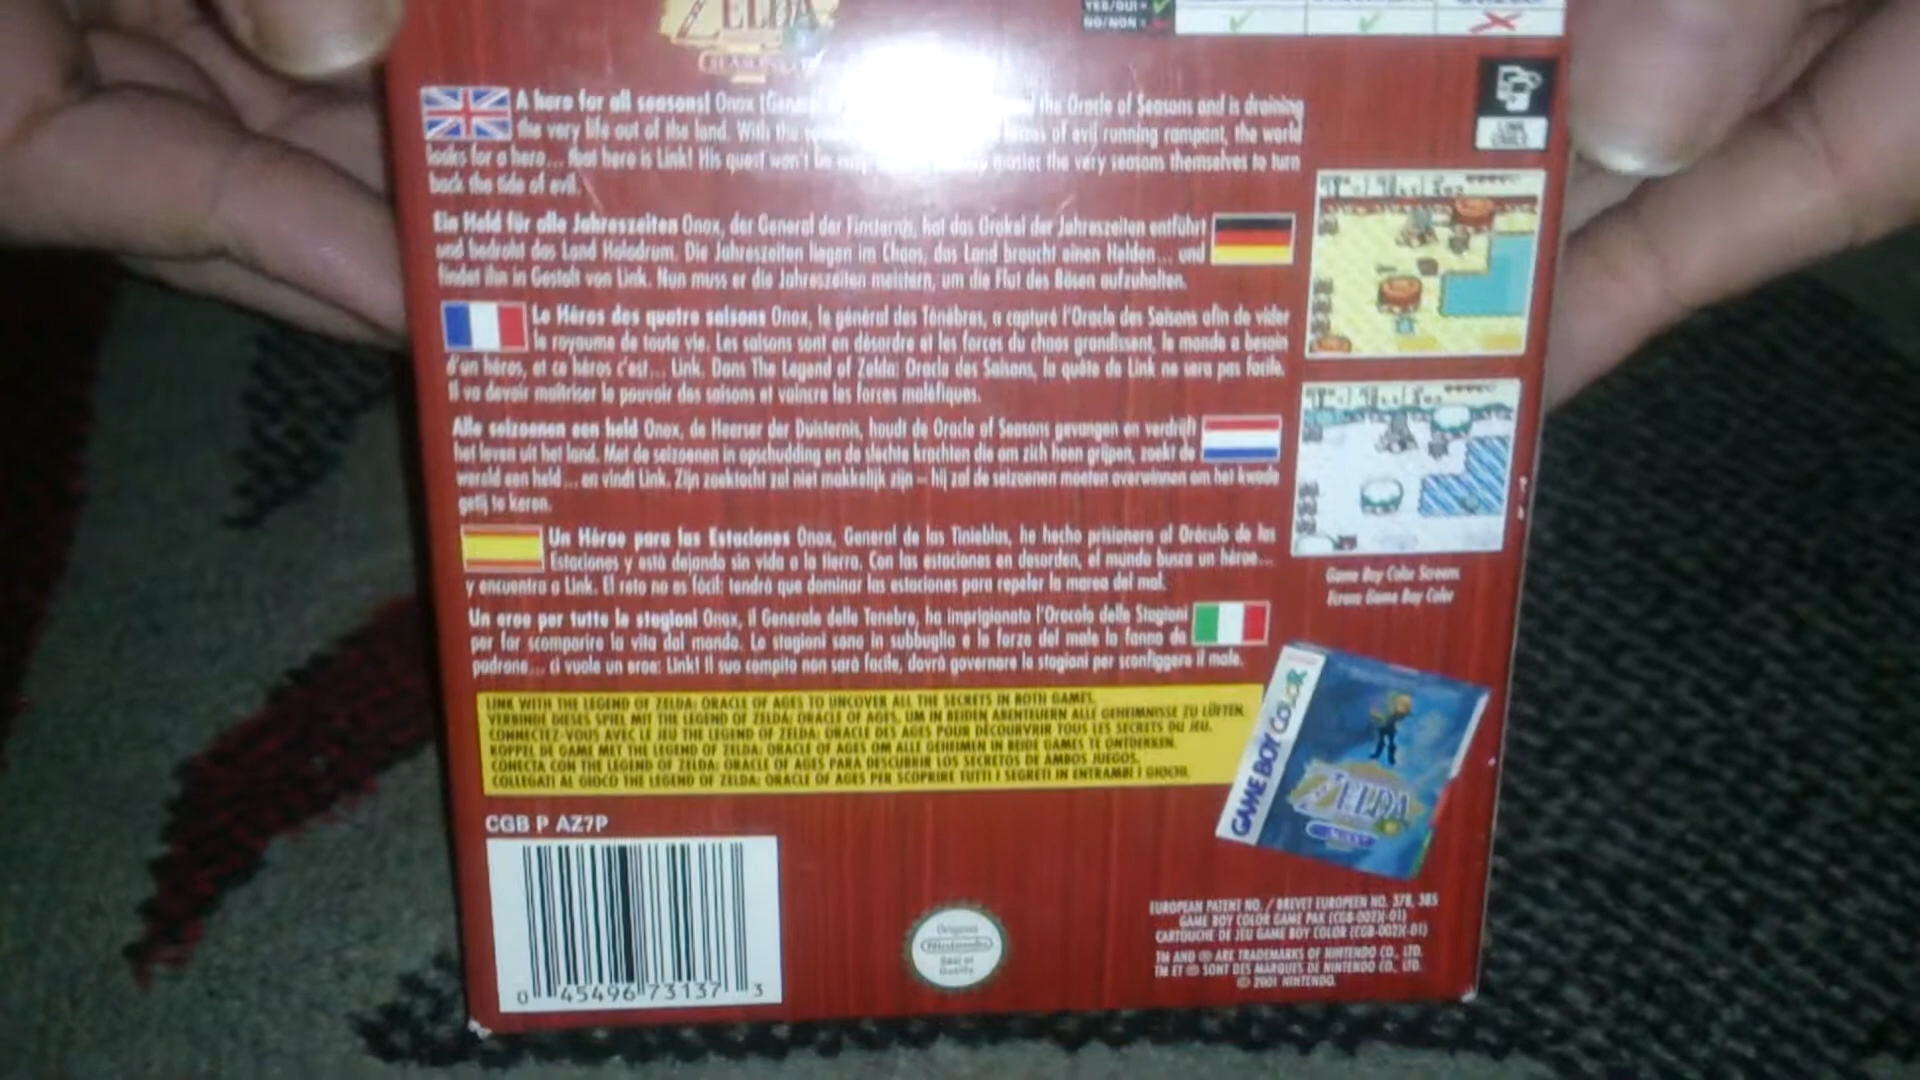 ZELDA
YES/OUI =
NO/NON =
A hero for all seasons! Onox (General the Oracle of Seasons and is draining
the very life out of the land. With the of evil running rampant, the world
looks for a hero... that hero is Link! His quest won't be master the very seasons themselves to turn
back the tide of evil.
Ein Held für alle Jahreszeiten Onox, der General der Finsternis, hat das Orakel der Jahreszeiten entführt
und bedroht das Land Holodrum. Die Jahreszeiten liegen im Chaos, das Land braucht einen Helden... und
findet ihn in Gestalt von Link. Nun muss er die Jahreszeiten meistern, um die Flut des Bösen aufzuhalten.
Le Héros des quatre saisons Onox, le général des Ténèbres, a capturé l'Oracle des Saisons afin de vider
le royaume de toute vie. Les saisons sont en désordre et les forces du chaos grandissent, le monde a besoin
d'un héros, et ce héros c'est... Link. Dans The Legend of Zelda: Oracle des Saisons, la quête de Link ne sera pas facile.
Il va devoir maîtriser le pouvoir des saisons et vaincre les forces maléfiques.
Alle seizoenen een held Onox, de Heerser der Duisternis, houdt de Oracle of Seasons gevangen en verdrijft
het leven uit het land. Met de seizoenen in opschudding en de slechte krachten die om zich heen grijpen, zoekt de
wereld een held... en vindt Link. Zijn zoektocht zal niet makkelijk zijn – hij zal de seizoenen moeten overwinnen om het kwade
getij te keren.
Un Héroe para las Estaciones Onox, General de las Tinieblas, ha hecho prisionero al Oráculo de las
Estaciones y está dejando sin vida a la tierra. Con las estaciones en desorden, el mundo busca un héroe...
y encuentra a Link. El reto no es fácil: tendrá que dominar las estaciones para repeler la marea del mal.
Un eroe per tutte le stagioni Onox, il Generale delle Tenebre, ha imprigionato l'Oracolo delle Stagioni
per far scomparire la vita dal mondo. Le stagioni sono in subbuglio e le forze del male la fanno da
padrone... ci vuole un eroe: Link! Il suo compito non sarà facile, dovrà governare le stagioni per sconfiggere il male.
Game Boy Color Screens
Ecrans Game Boy Color
LINK WITH THE LEGEND OF ZELDA: ORACLE OF AGES TO UNCOVER ALL THE SECRETS IN BOTH GAMES.
VERBINDE DIESES SPIEL MIT THE LEGEND OF ZELDA: ORACLE OF AGES, UM IN BEIDEN ABENTEUERN ALLE GEHEIMNISSE ZU LÜFTEN.
CONNECTEZ-VOUS AVEC LE JEU THE LEGEND OF ZELDA: ORACLE DES AGES POUR DÉCOURVRIR TOUS LES SECRETS DU JEU.
KOPPEL DE GAME MET THE LEGEND OF ZELDA: ORACLE OF AGES OM ALLE GEHEIMEN IN BEIDE GAMES TE ONTDEKKEN.
CONECTA CON THE LEGEND OF ZELDA: ORACLE OF AGES PARA DESCUBRIR LOS SECRETOS DE AMBOS JUEGOS.
COLLEGATI AL GIOCO THE LEGEND OF ZELDA: ORACLE OF AGES PER SCOPRIRE TUTTI I SEGRETI IN ENTRAMBI I GIOCHI.
GAME BOY COLOR
ZELDA
CGB P AZ7P
0 45496 73137 3
Original
Nintendo
Seal of
Quality
EUROPEAN PATENT NO. / BREVET EUROPEEN NO. 378, 385
GAME BOY COLOR GAME PAK (CGB-002)(-01)
CARTOUCHE DE JEU GAME BOY COLOR (CGB-002)(-01)
TM AND ® ARE TRADEMARKS OF NINTENDO CO., LTD.
TM ET ® SONT DES MARQUES DE NINTENDO CO., LTD.
© 2001 NINTENDO.